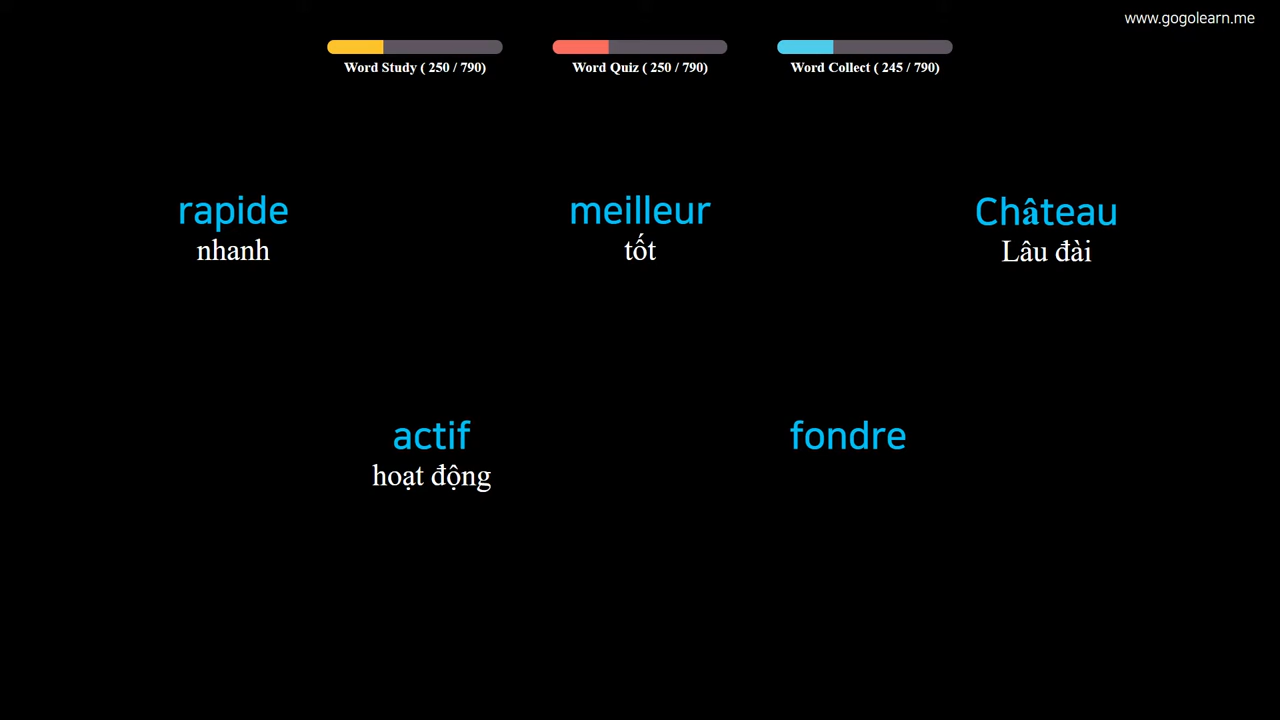 www.gogolearn.me
Word Study ( 250 / 790)
Word Quiz ( 250 / 790)
Word Collect ( 245 / 790)
rapide
nhanh
meilleur
tốt
Château
Lâu đài
actif
hoạt động
fondre